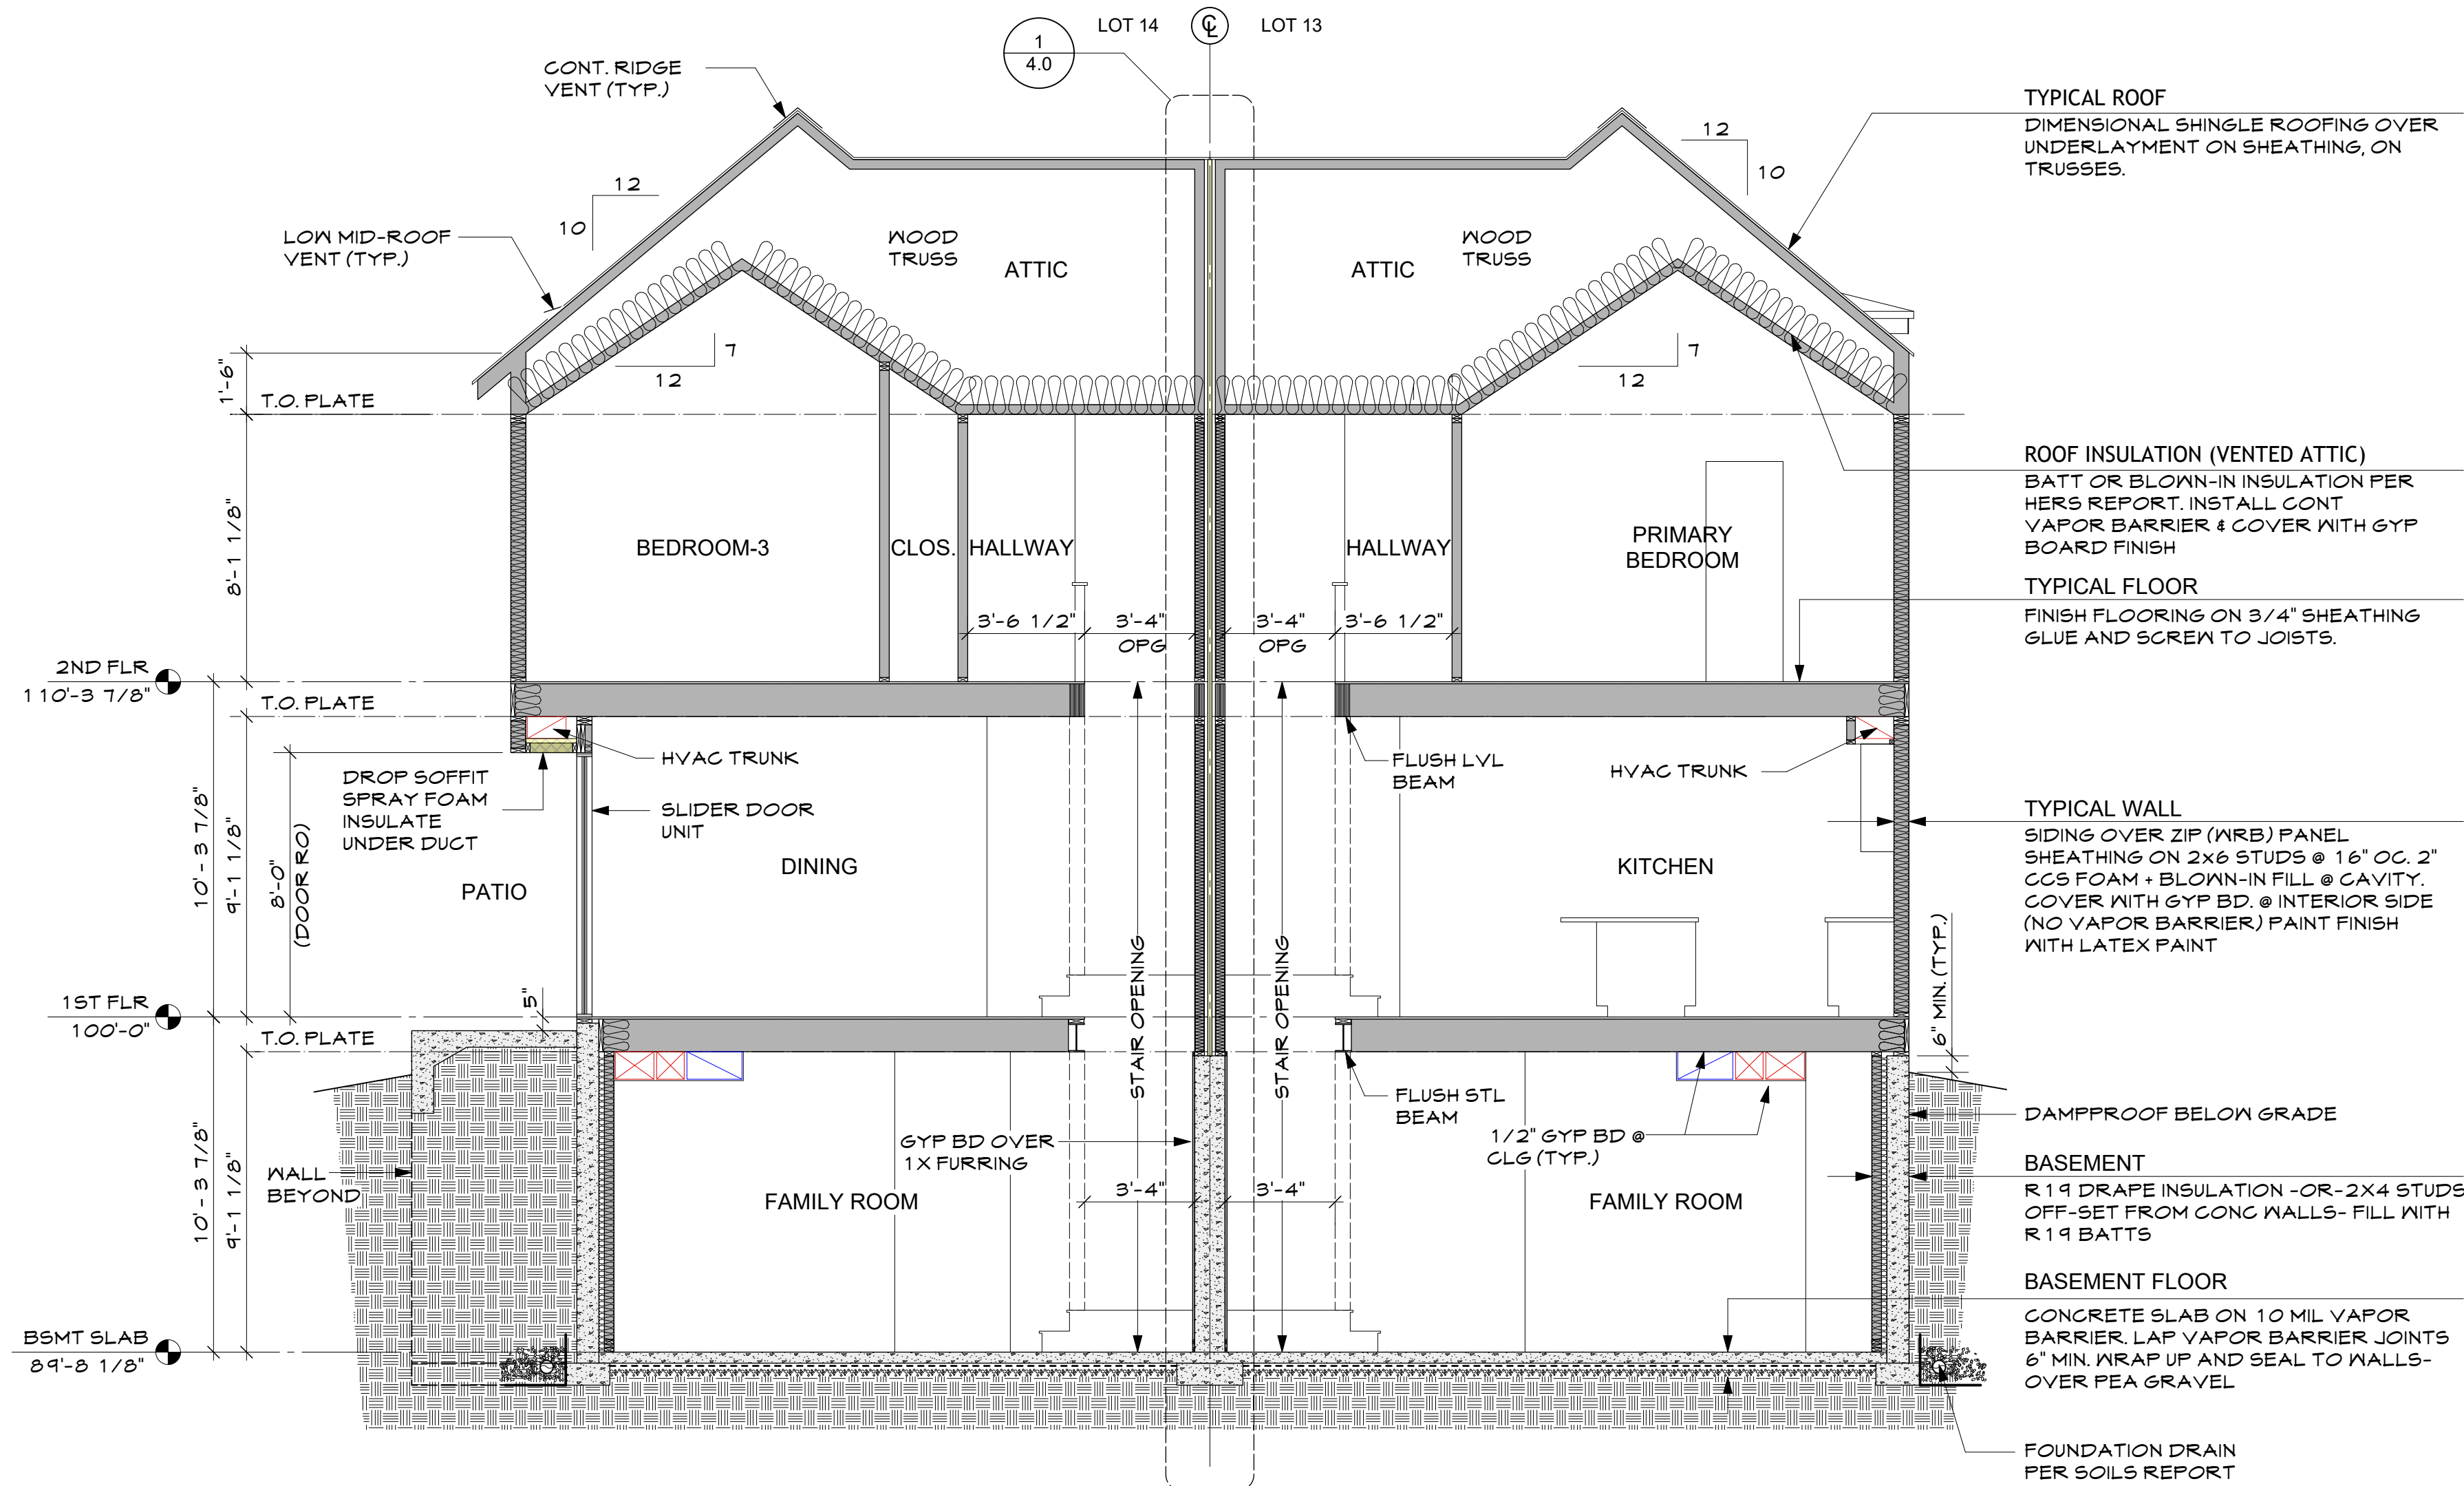 LOT 14
CL
LOT 13
1
4.0
CONT. RIDGE
VENT (TYP.)
12
10
LOW MID-ROOF
VENT (TYP.)
WOOD
TRUSS
ATTIC
ATTIC
WOOD
TRUSS
12
10
7
12
7
12
1'-6"
T.O. PLATE
8'-1 1/8"
BEDROOM-3
CLOS.
HALLWAY
HALLWAY
PRIMARY
BEDROOM
3'-6 1/2"
3'-4"
OPG
3'-4"
OPG
3'-6 1/2"
2ND FLR
110'-3 7/8"
T.O. PLATE
HVAC TRUNK
DROP SOFFIT
SPRAY FOAM
INSULATE
UNDER DUCT
SLIDER DOOR
UNIT
FLUSH LVL
BEAM
HVAC TRUNK
10'-3 7/8"
9'-1 1/8"
8'-0"
(DOOR RO)
PATIO
DINING
KITCHEN
STAIR OPENING
STAIR OPENING
5"
6" MIN. (TYP.)
1ST FLR
100'-0"
T.O. PLATE
FLUSH STL
BEAM
GYP BD OVER
1X FURRING
1/2" GYP BD @
CLG (TYP.)
10'-3 7/8"
9'-1 1/8"
WALL
BEYOND
3'-4"
3'-4"
FAMILY ROOM
FAMILY ROOM
BSMT SLAB
89'-8 1/8"
TYPICAL ROOF
DIMENSIONAL SHINGLE ROOFING OVER
UNDERLAYMENT ON SHEATHING, ON
TRUSSES.
ROOF INSULATION (VENTED ATTIC)
BATT OR BLOWN-IN INSULATION PER
HERS REPORT. INSTALL CONT
VAPOR BARRIER & COVER WITH GYP
BOARD FINISH
TYPICAL FLOOR
FINISH FLOORING ON 3/4" SHEATHING
GLUE AND SCREW TO JOISTS.
TYPICAL WALL
SIDING OVER ZIP (WRB) PANEL
SHEATHING ON 2x6 STUDS @ 16" OC. 2"
CCS FOAM + BLOWN-IN FILL @ CAVITY.
COVER WITH GYP BD. @ INTERIOR SIDE
(NO VAPOR BARRIER) PAINT FINISH
WITH LATEX PAINT
DAMPPROOF BELOW GRADE
BASEMENT
R19 DRAPE INSULATION -OR-2X4 STUDS
OFF-SET FROM CONC WALLS- FILL WITH
R19 BATTS
BASEMENT FLOOR
CONCRETE SLAB ON 10 MIL VAPOR
BARRIER. LAP VAPOR BARRIER JOINTS
6" MIN. WRAP UP AND SEAL TO WALLS-
OVER PEA GRAVEL
FOUNDATION DRAIN
PER SOILS REPORT